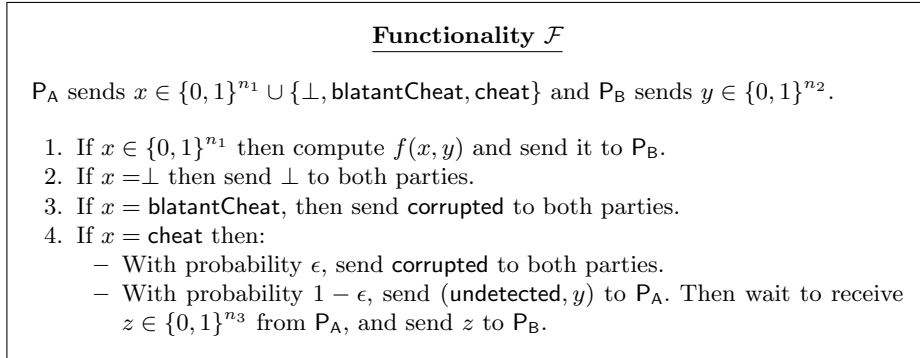 Functionality 𝓕
P_A sends x ∈ {0, 1}^{n_1} ∪ {⊥, blatantCheat, cheat} and P_B sends y ∈ {0, 1}^{n_2}.
1. If x ∈ {0, 1}^{n_1} then compute f(x, y) and send it to P_B.
2. If x =⊥ then send ⊥ to both parties.
3. If x = blatantCheat, then send corrupted to both parties.
4. If x = cheat then:
– With probability ϵ, send corrupted to both parties.
– With probability 1 − ϵ, send (undetected, y) to P_A. Then wait to receive
z ∈ {0, 1}^{n_3} from P_A, and send z to P_B.